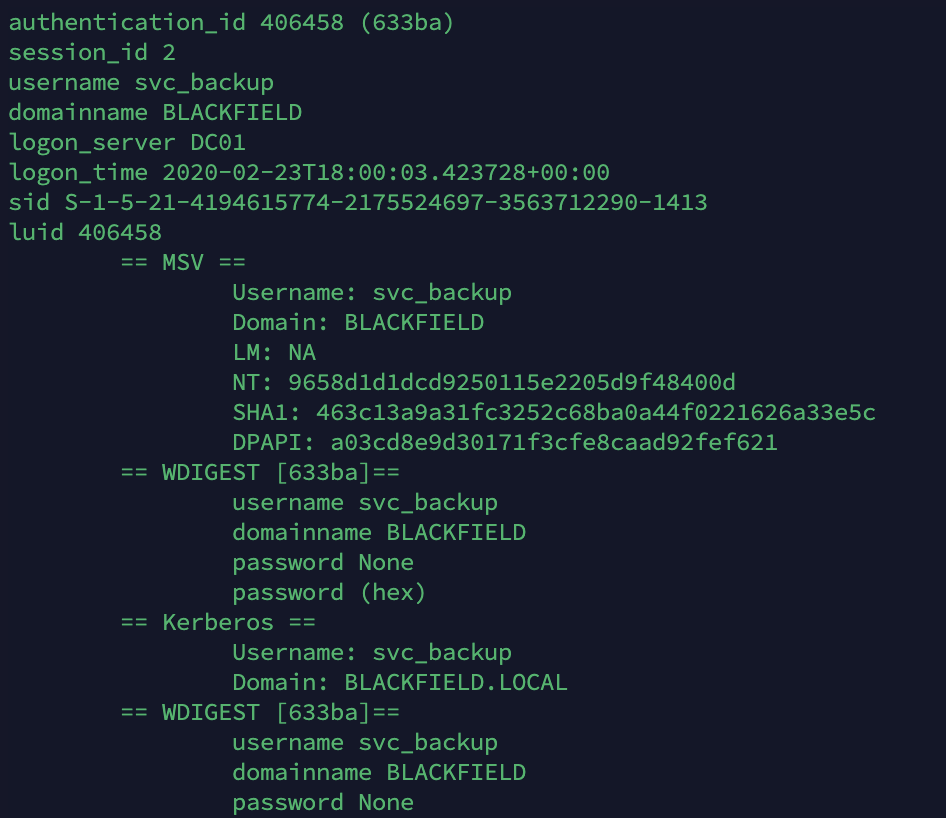 authentication_id 406458 (633ba)
session_id 2
username svc_backup
domainname BLACKFIELD
logon_server DC01
logon_time 2020-02-23T18:00:03.423728+00:00
sid S-1-5-21-4194615774-2175524697-3563712290-1413
luid 406458
== MSV ==
Username: svc_backup
Domain: BLACKFIELD
LM: NA
NT: 9658d1d1dcd9250115e2205d9f48400d
SHA1: 463c13a9a31fc3252c68ba0a44f0221626a33e5c
DPAPI: a03cd8e9d30171f3cfe8caad92fef621
== WDIGEST [633ba]==
username svc_backup
domainname BLACKFIELD
password None
password (hex)
== Kerberos ==
Username: svc_backup
Domain: BLACKFIELD.LOCAL
== WDIGEST [633ba]==
username svc_backup
domainname BLACKFIELD
password None